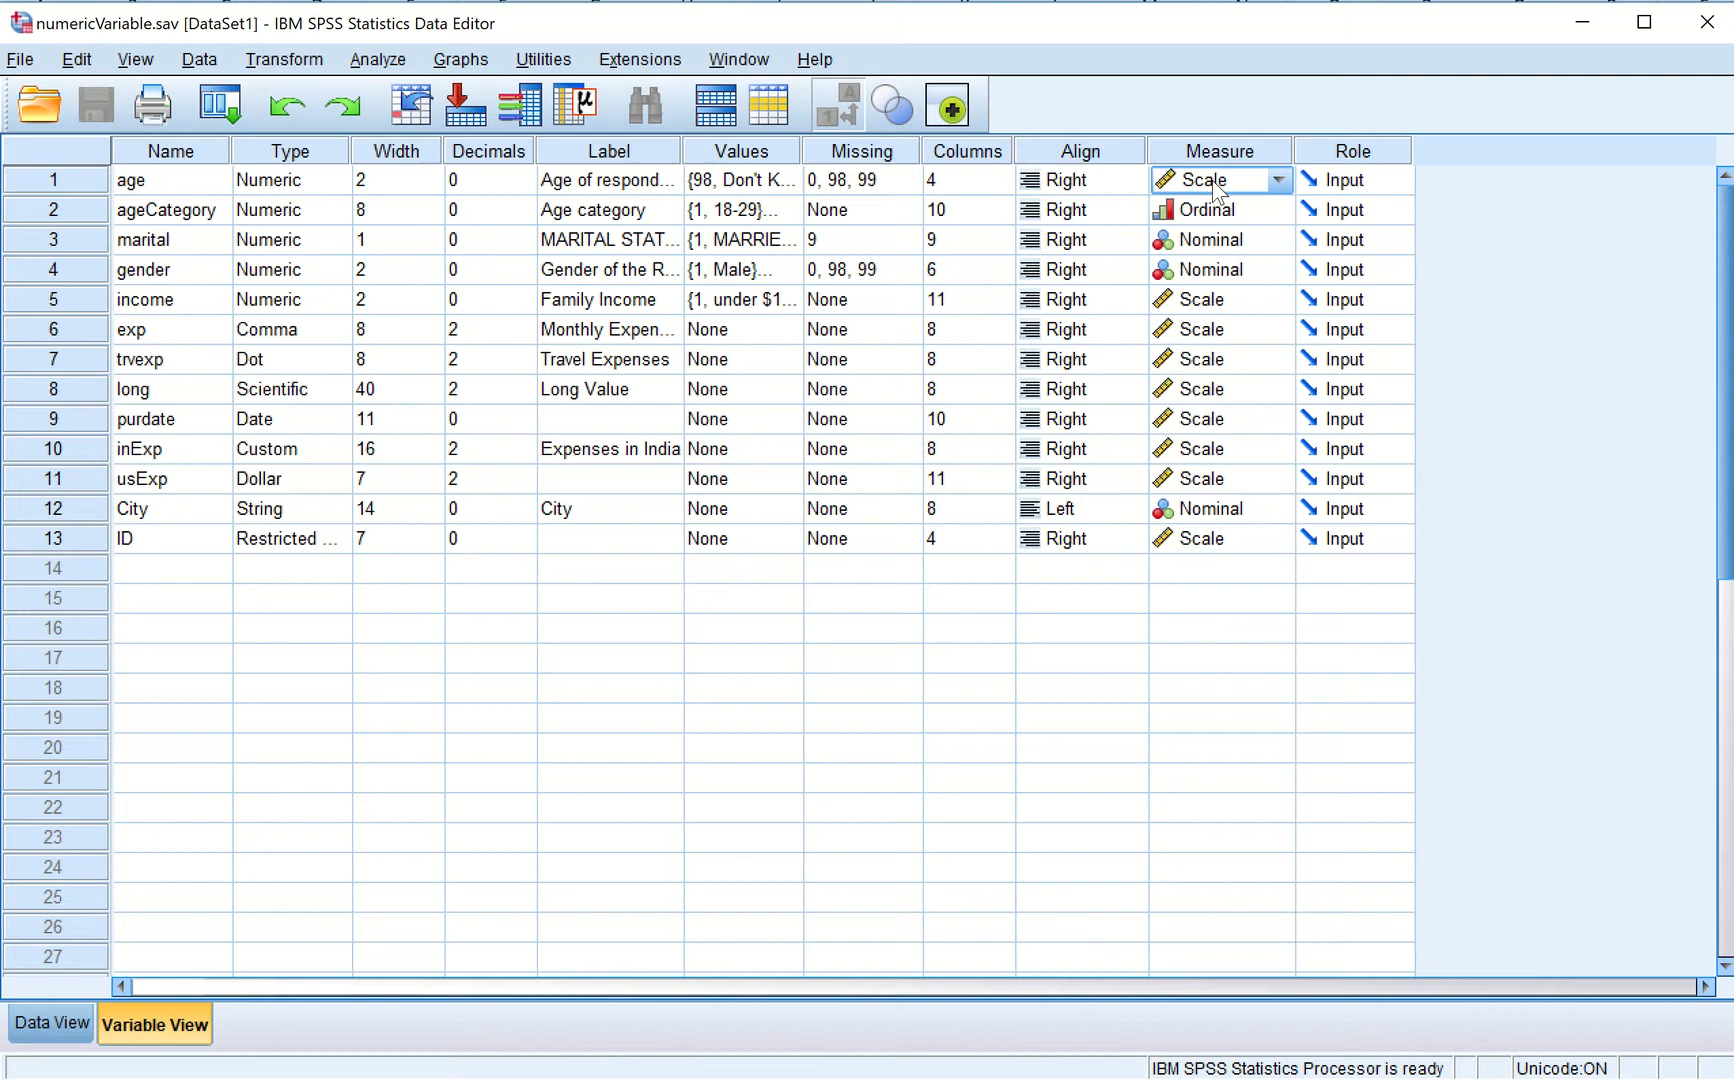 numericVariable.sav [DataSet1] - IBM SPSS Statistics Data Editor
File Edit View Data Transform Analyze Graphs Utilities Extensions Window Help
Name Type Width Decimals Label Values Missing Columns Align Measure Role
1 age Numeric 2 0 Age of respond... {98, Don't K... 0, 98, 99 4 Right Scale Input
2 ageCategory Numeric 8 0 Age category {1, 18-29}... None 10 Right Ordinal Input
3 marital Numeric 1 0 MARITAL STAT... {1, MARRIE... 9 9 Right Nominal Input
4 gender Numeric 2 0 Gender of the R... {1, Male}... 0, 98, 99 6 Right Nominal Input
5 income Numeric 2 0 Family Income {1, under $1... None 11 Right Scale Input
6 exp Comma 8 2 Monthly Expen... None None 8 Right Scale Input
7 trvexp Dot 8 2 Travel Expenses None None 8 Right Scale Input
8 long Scientific 40 2 Long Value None None 8 Right Scale Input
9 purdate Date 11 0 None None 10 Right Scale Input
10 inExp Custom 16 2 Expenses in India None None 8 Right Scale Input
11 usExp Dollar 7 2 None None 11 Right Scale Input
12 City String 14 0 City None None 8 Left Nominal Input
13 ID Restricted ... 7 0 None None 4 Right Scale Input
14
15
16
17
18
19
20
21
22
23
24
25
26
27
Data View Variable View
IBM SPSS Statistics Processor is ready Unicode:ON